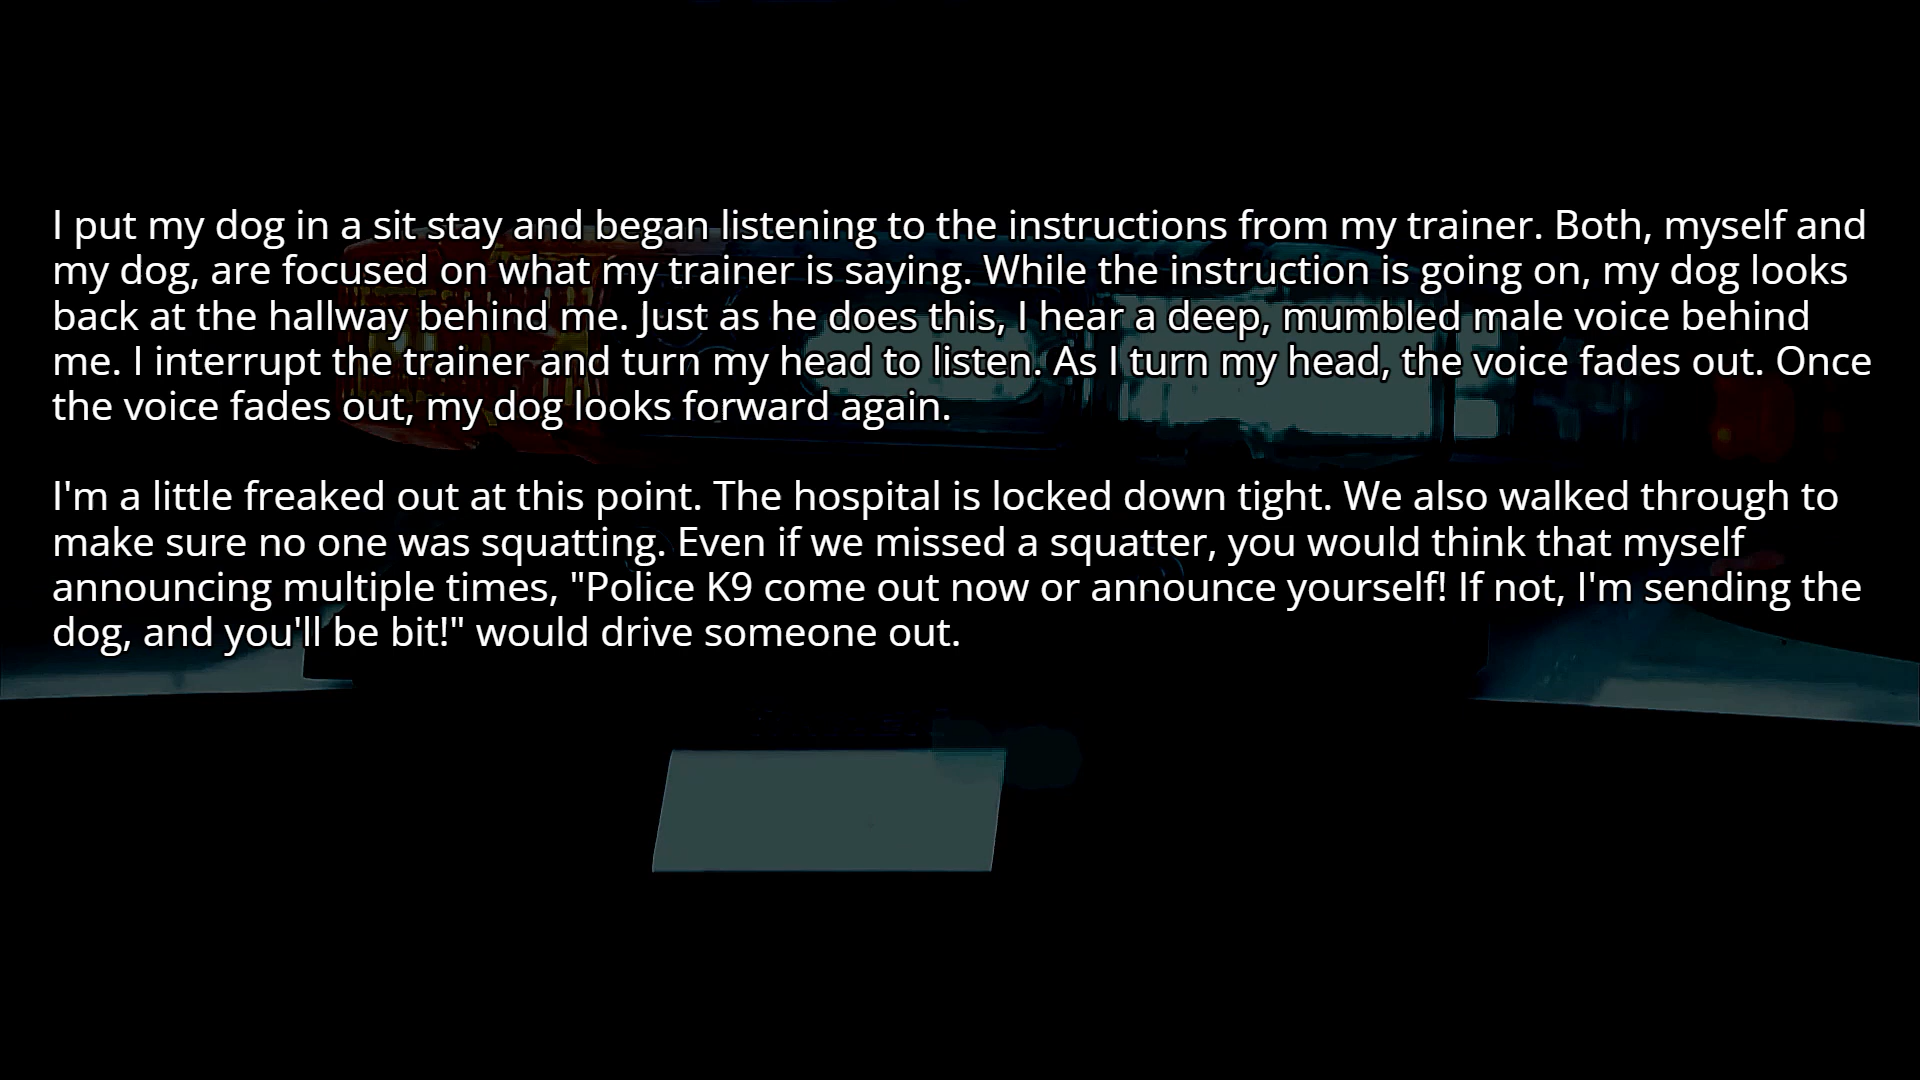 I put my dog in a sit stay and began listening to the instructions from my trainer. Both, myself and
my dog, are focused on what my trainer is saying. While the instruction is going on, my dog looks
back at the hallway behind me. Just as he does this, I hear a deep, mumbled male voice behind
me. I interrupt the trainer and turn my head to listen. As I turn my head, the voice fades out. Once
the voice fades out, my dog looks forward again.
I'm a little freaked out at this point. The hospital is locked down tight. We also walked through to
make sure no one was squatting. Even if we missed a squatter, you would think that myself
announcing multiple times, "Police K9 come out now or announce yourself! If not, I'm sending the
dog, and you'll be bit!" would drive someone out.